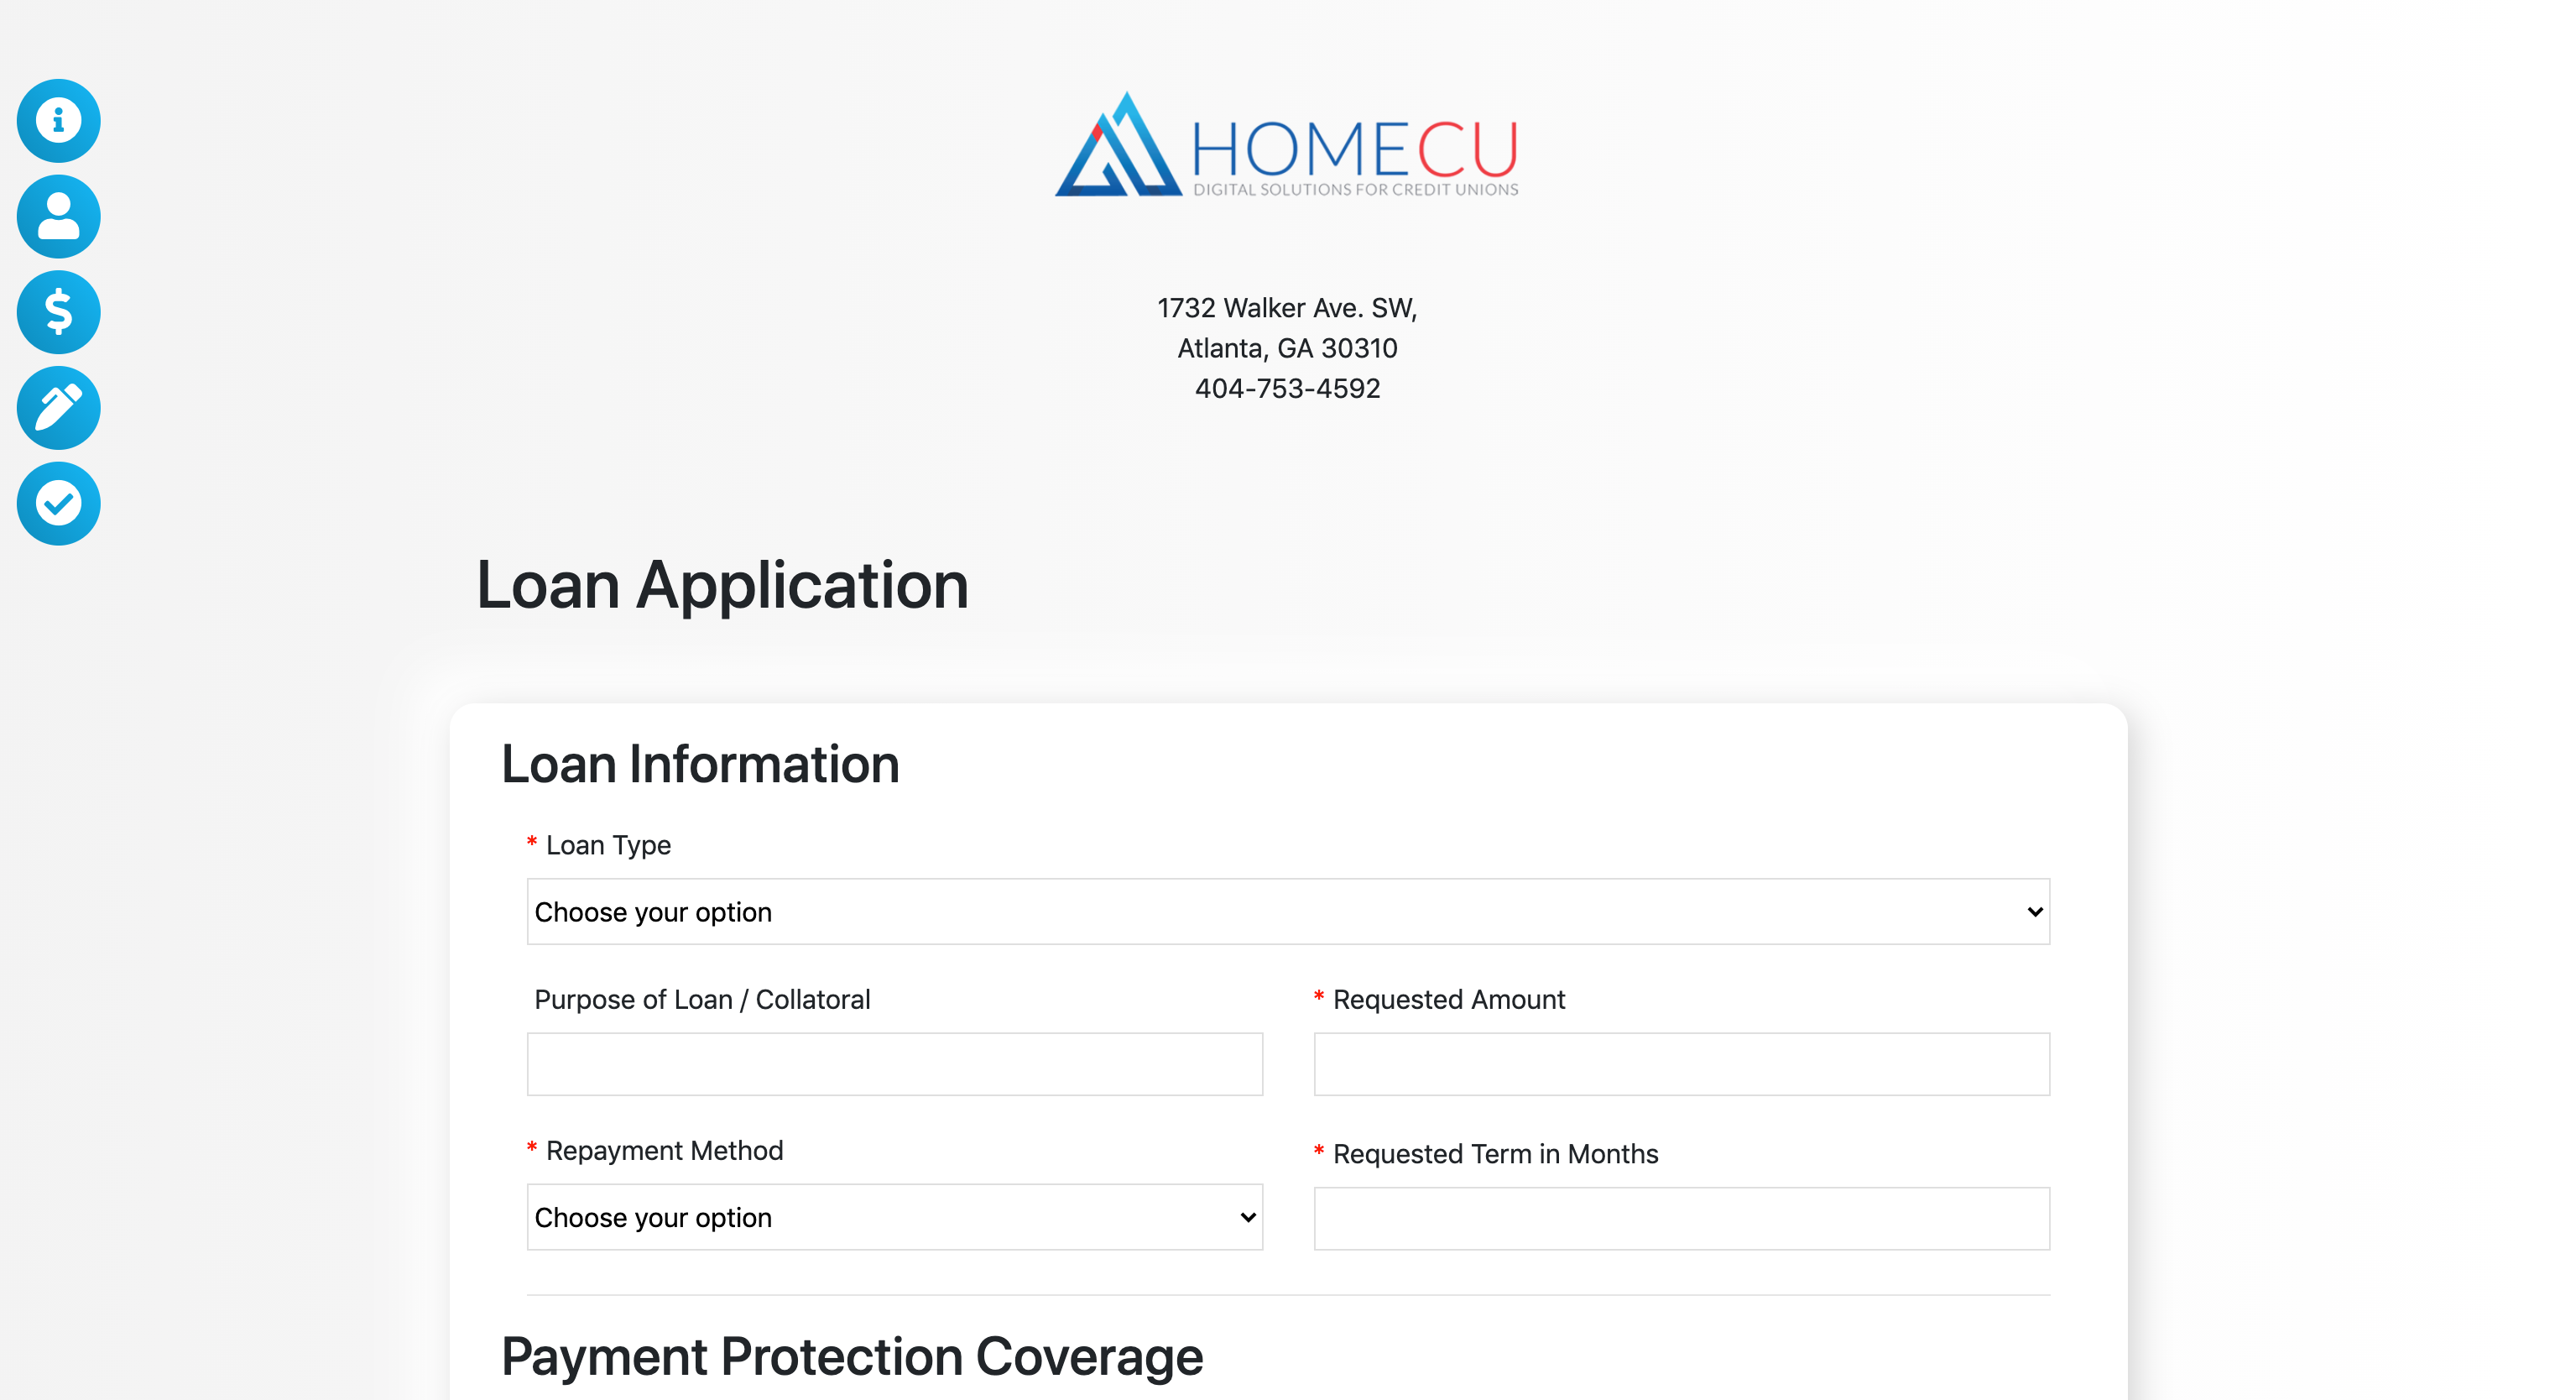 HOMECU
DIGITAL SOLUTIONS FOR CREDIT UNIONS
1732 Walker Ave. SW,
Atlanta, GA 30310
404-753-4592
Loan Application
Loan Information
* Loan Type
Choose your option
Purpose of Loan / Collatoral
* Requested Amount
* Repayment Method
* Requested Term in Months
Choose your option
Payment Protection Coverage